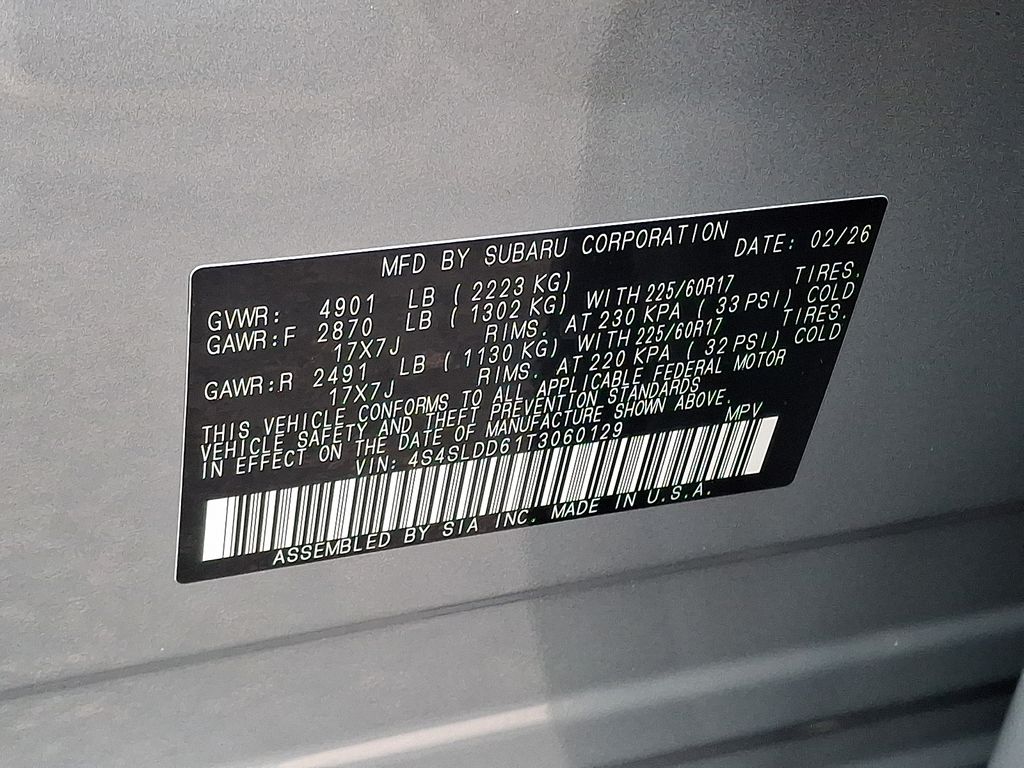 MFD BY SUBARU CORPORATION DATE: 02/26
GVWR: 4901 LB ( 2223 KG)
GAWR:F 2870 LB ( 1302 KG) WITH 225/60R17 TIRES.
17X7J RIMS. AT 230 KPA ( 33 PSI) COLD
GAWR:R 2491 LB ( 1130 KG) WITH 225/60R17 TIRES.
17X7J RIMS. AT 220 KPA ( 32 PSI) COLD
THIS VEHICLE CONFORMS TO ALL APPLICABLE FEDERAL MOTOR
VEHICLE SAFETY AND THEFT PREVENTION STANDARDS
IN EFFECT ON THE DATE OF MANUFACTURE SHOWN ABOVE.
VIN: 4S4SLDD61T3060129 MPV
ASSEMBLED BY SIA INC. MADE IN U.S.A.